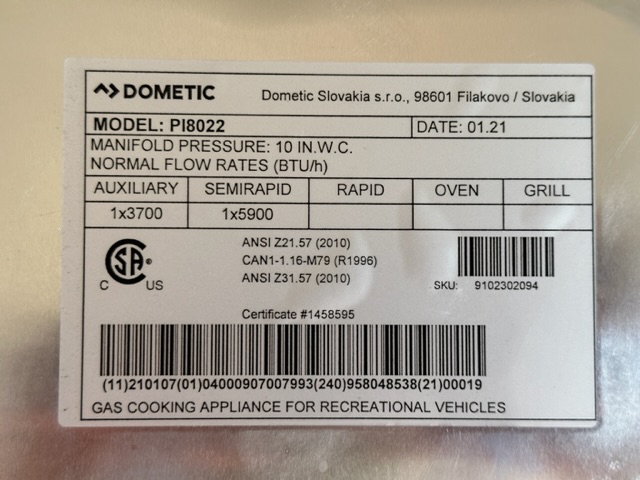 DOMETIC Dometic Slovakia s.r.o., 98601 Filakovo / Slovakia
MODEL: PI8022 DATE: 01.21
MANIFOLD PRESSURE: 10 IN.W.C.
NORMAL FLOW RATES (BTU/h)
AUXILIARY SEMIRAPID RAPID OVEN GRILL
1x3700 1x5900
ANSI Z21.57 (2010)
CAN1-1.16-M79 (R1996)
ANSI Z31.57 (2010)
CSA ®
C US
SKU: 9102302094
Certificate #1458595
(11)210107(01)04000907007993(240)958048538(21)00019
GAS COOKING APPLIANCE FOR RECREATIONAL VEHICLES